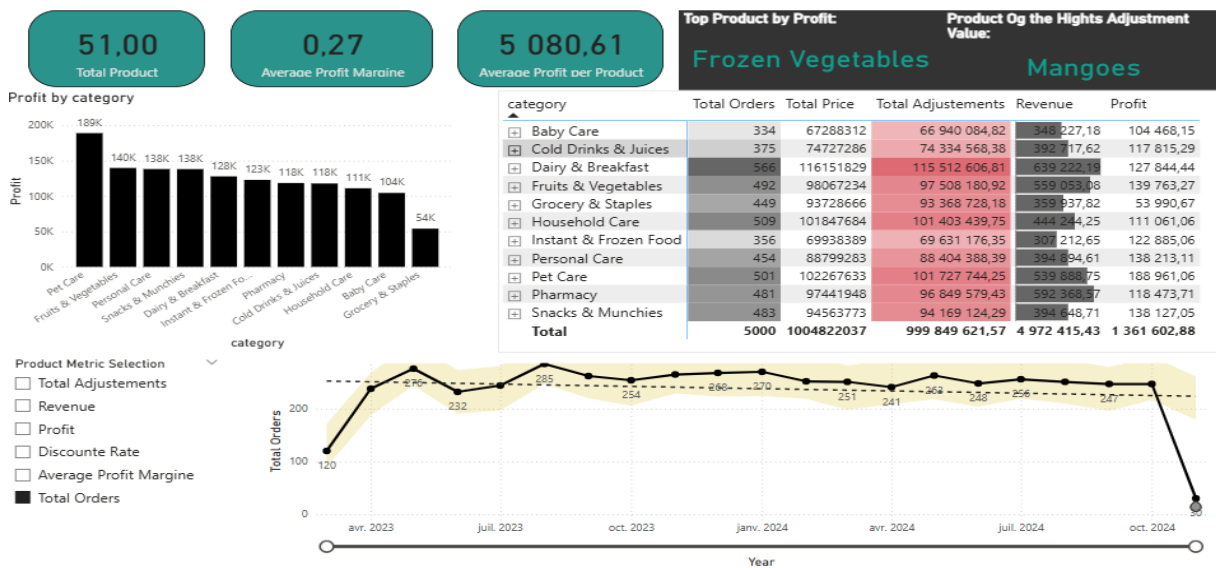 51,00
Total Product
0,27
Average Profit Margine
5 080,61
Average Profit per Product
Top Product by Profit:
Frozen Vegetables
Product Og the Hights Adjustment
Value:
Mangoes
Profit by category
200K
150K
100K
50K
0K
Profit
189K
140K
138K
138K
128K
123K
118K
118K
111K
104K
54K
Pet Care
Fruits & Vegetables
Personal Care
Snacks & Munchies
Dairy & Breakfast
Instant & Frozen Fo...
Pharmacy
Cold Drinks & Juices
Household Care
Baby Care
Grocery & Staples
category
category Total Orders Total Price Total Adjustements Revenue Profit
Baby Care 334 67288312 66 940 084,82 348 227,18 104 468,15
Cold Drinks & Juices 375 74727286 74 334 568,38 392 717,62 117 815,29
Dairy & Breakfast 566 116151829 115 512 606,81 639 222,19 127 844,44
Fruits & Vegetables 492 98067234 97 508 180,92 559 053,08 139 763,27
Grocery & Staples 449 93728666 93 368 728,18 359 937,82 53 990,67
Household Care 509 101847684 101 403 439,75 444 244,25 111 061,06
Instant & Frozen Food 356 69938389 69 631 176,35 307 212,65 122 885,06
Personal Care 454 88799283 88 404 388,39 394 894,61 138 213,11
Pet Care 501 102267633 101 727 744,25 539 888,75 188 961,06
Pharmacy 481 97441948 96 849 579,43 592 368,57 118 473,71
Snacks & Munchies 483 94563773 94 169 124,29 394 648,71 138 127,05
Total 5000 1004822037 999 849 621,57 4 972 415,43 1 361 602,88
Product Metric Selection
Total Adjustements
Revenue
Profit
Discounte Rate
Average Profit Margine
Total Orders
Total Orders
200
100
0
120
276
232
285
254
268
270
251
241
263
248
256
247
30
avr. 2023
juil. 2023
oct. 2023
janv. 2024
avr. 2024
juil. 2024
oct. 2024
Year